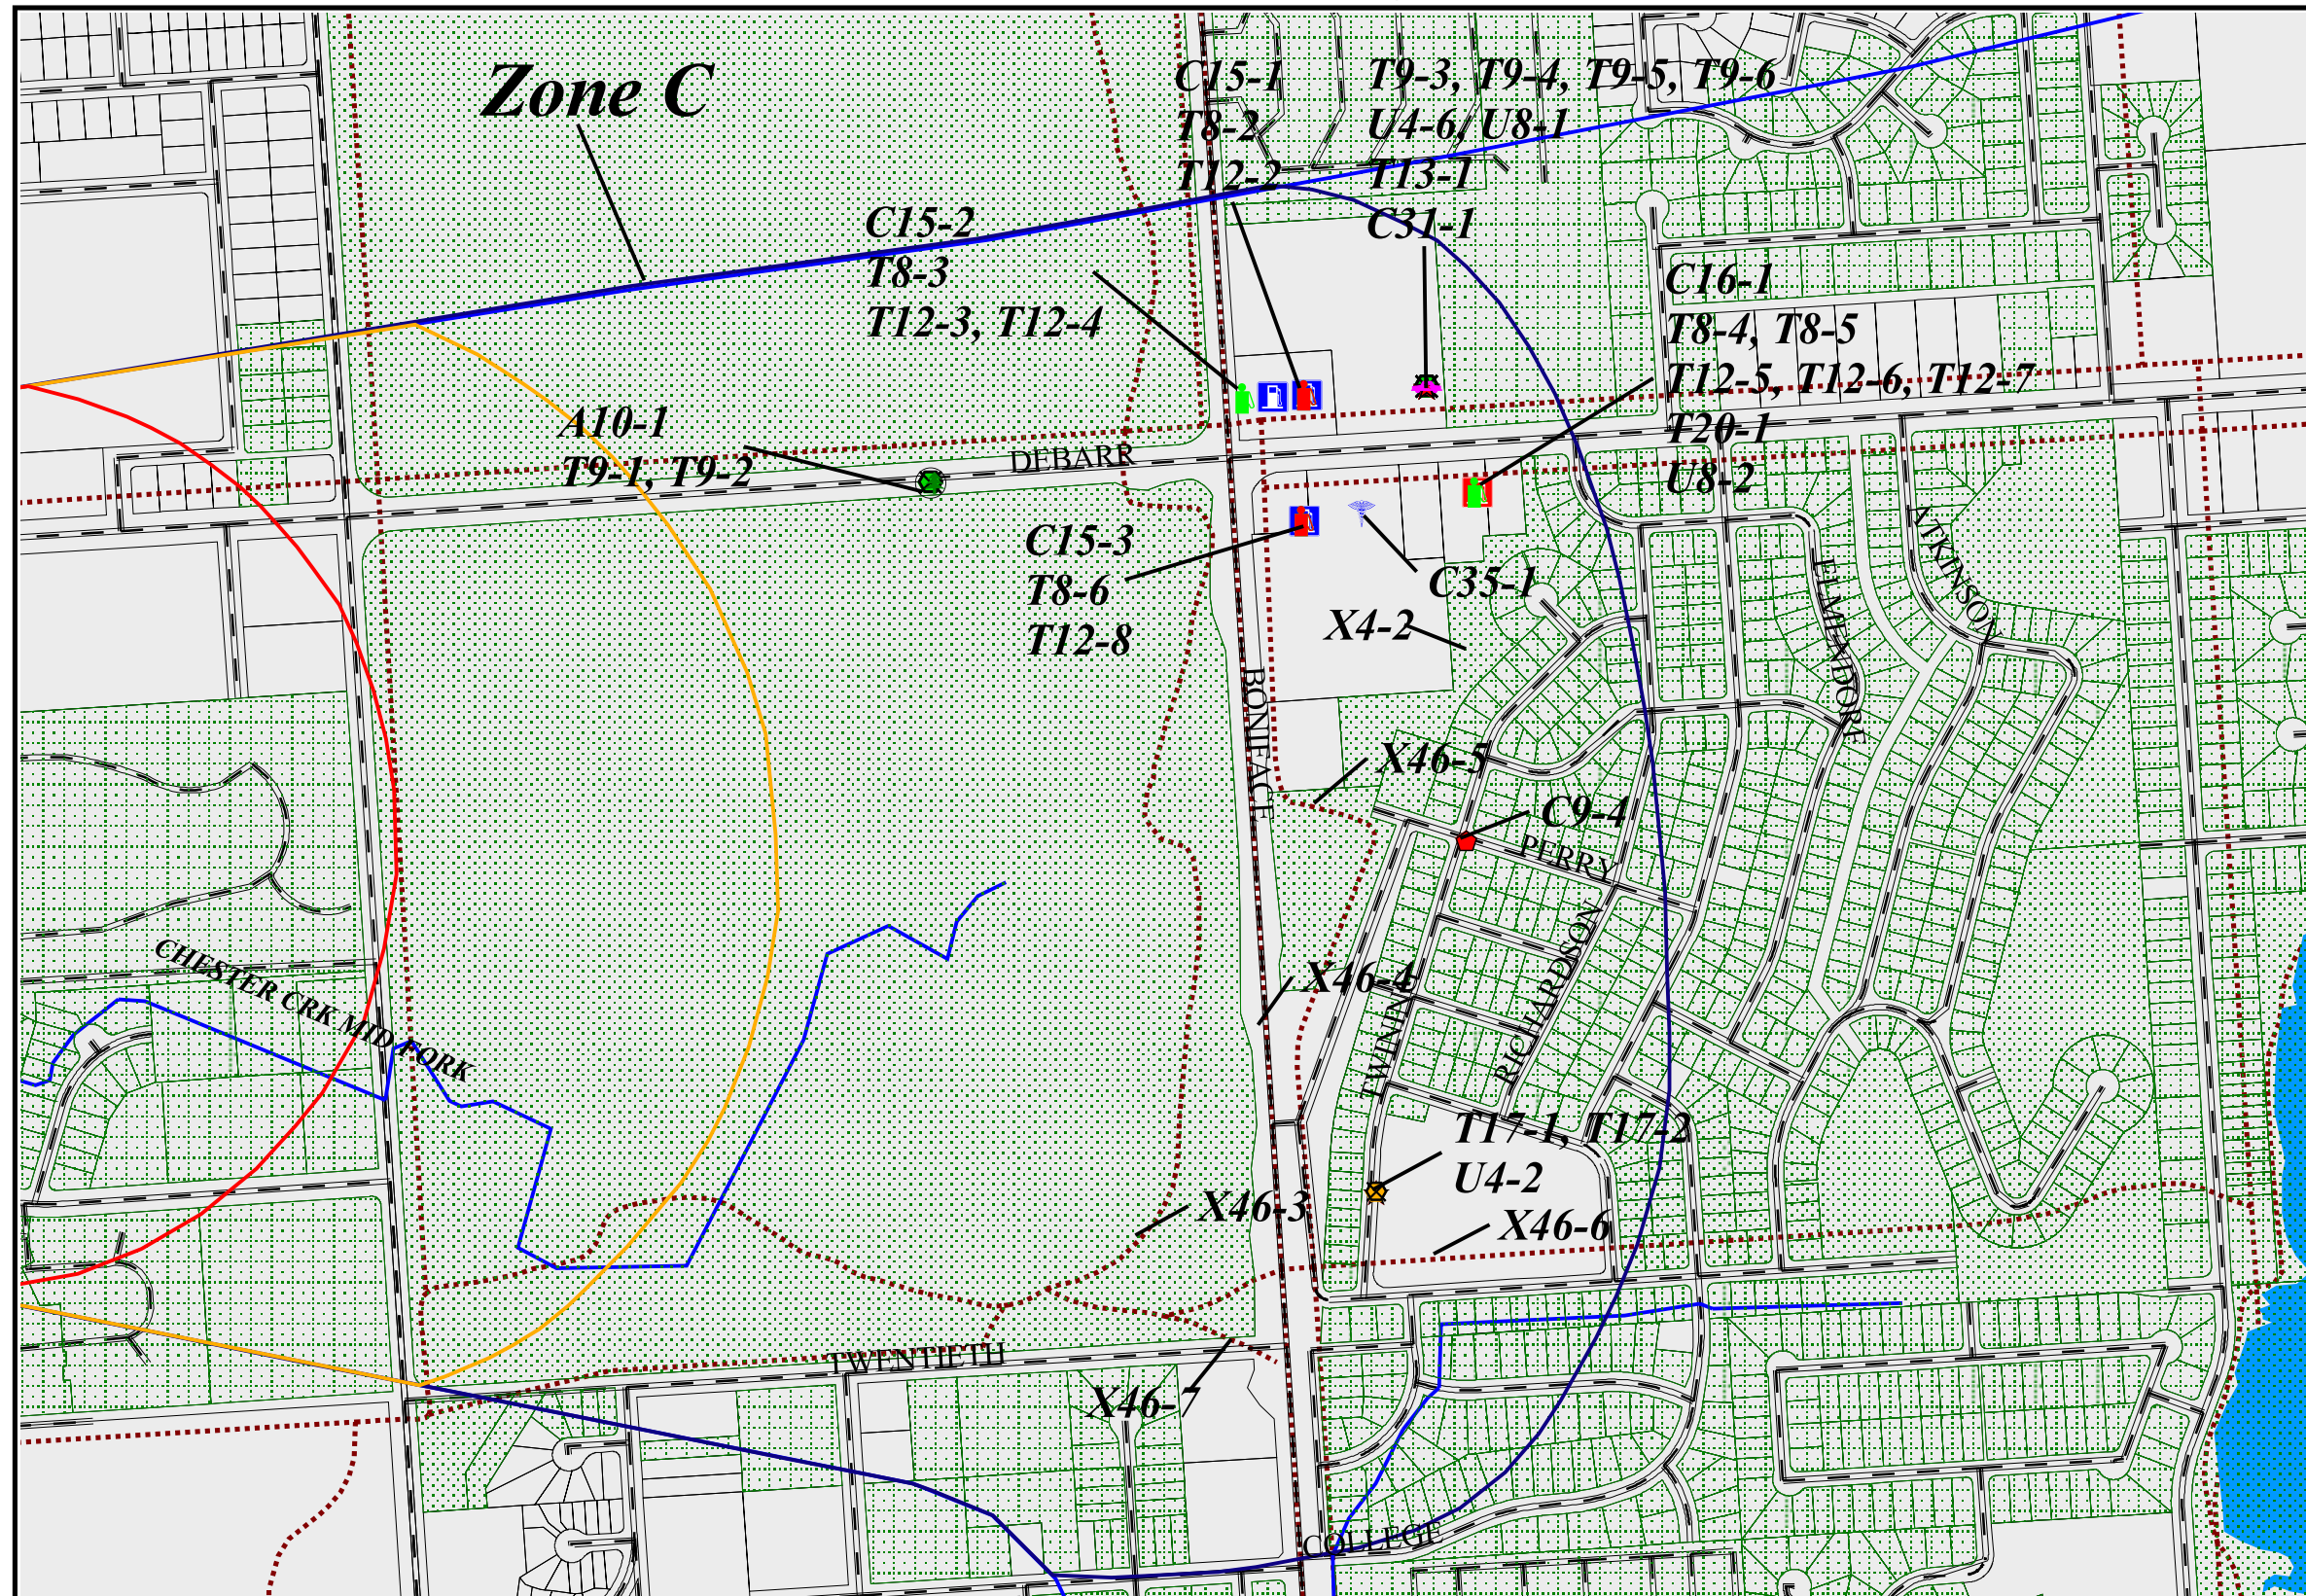 Zone C
C15-1
T8-2
T12-2
T9-3, T9-4, T9-5, T9-6
U4-6, U8-1
T13-1
C31-1
C15-2
T8-3
T12-3, T12-4
C16-1
T8-4, T8-5
T12-5, T12-6, T12-7
T20-1
U8-2
A10-1
T9-1, T9-2
DEBARR
C15-3
T8-6
T12-8
C35-1
X4-2
ATKINSON
ELMENDORF
BONIFACE
X46-5
C9-4
PERRY
RICHARDSON
CHESTER CRK MID FORK
X46-4
TWINING
T17-1, T17-2
U4-2
X46-3
X46-6
TWENTIETH
X46-7
COLLEGE